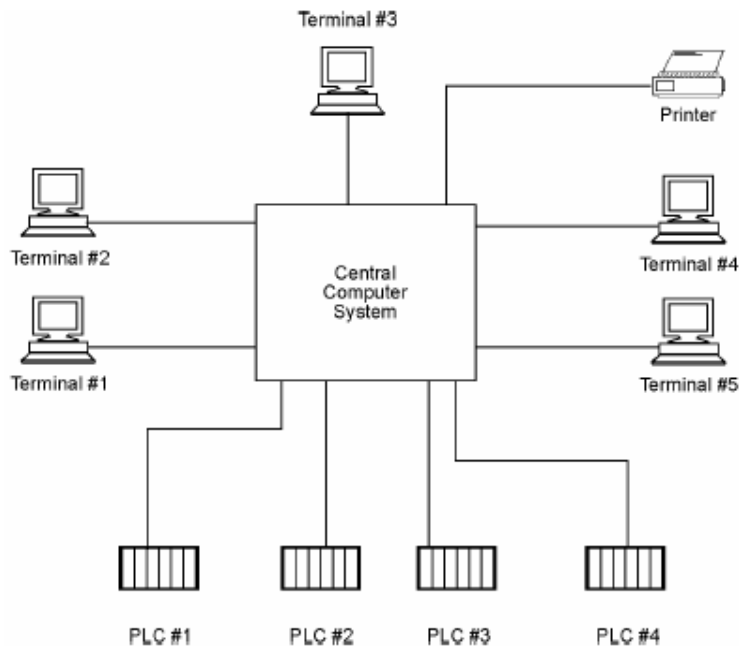 Terminal #3
Printer
Terminal #2
Terminal #4
Central
Computer
System
Terminal #1
Terminal #5
PLC #1
PLC #2
PLC #3
PLC #4